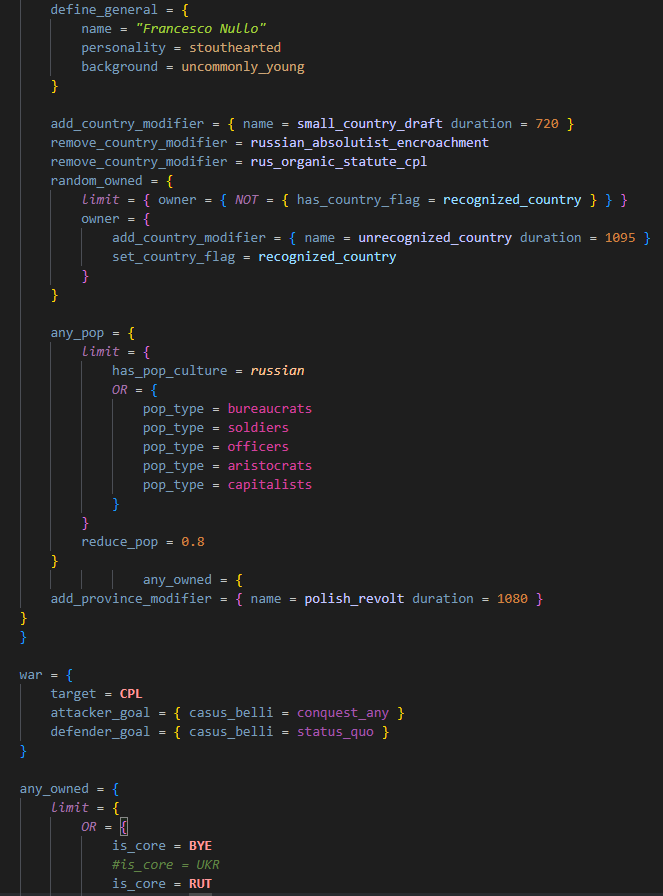 define_general = {
name = "Francesco Nullo"
personality = stouthearted
background = uncommonly_young
}
add_country_modifier = { name = small_country_draft duration = 720 }
remove_country_modifier = russian_absolutist_encroachment
remove_country_modifier = rus_organic_statute_cpl
random_owned = {
limit = { owner = { NOT = { has_country_flag = recognized_country } } }
owner = {
add_country_modifier = { name = unrecognized_country duration = 1095 }
set_country_flag = recognized_country
}
}
any_pop = {
limit = {
has_pop_culture = russian
OR = {
pop_type = bureaucrats
pop_type = soldiers
pop_type = officers
pop_type = aristocrats
pop_type = capitalists
}
}
reduce_pop = 0.8
}
any_owned = {
add_province_modifier = { name = polish_revolt duration = 1080 }
}
}
war = {
target = CPL
attacker_goal = { casus_belli = conquest_any }
defender_goal = { casus_belli = status_quo }
}
any_owned = {
limit = {
OR = {
is_core = BYE
#is_core = UKR
is_core = RUT